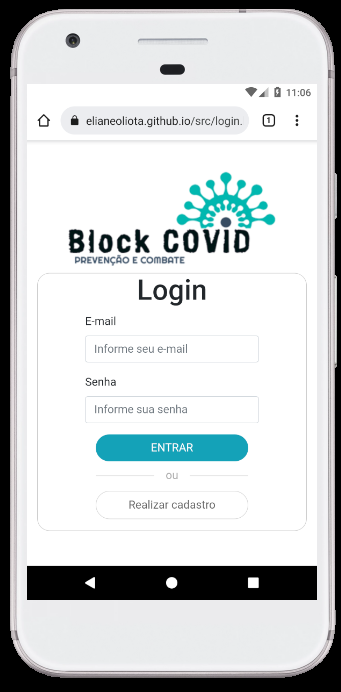 11:06
elianeoliota.github.io/src/login.
1
Block COVID
PREVENÇÃO E COMBATE
Login
E-mail
Informe seu e-mail
Senha
Informe sua senha
ENTRAR
ou
Realizar cadastro